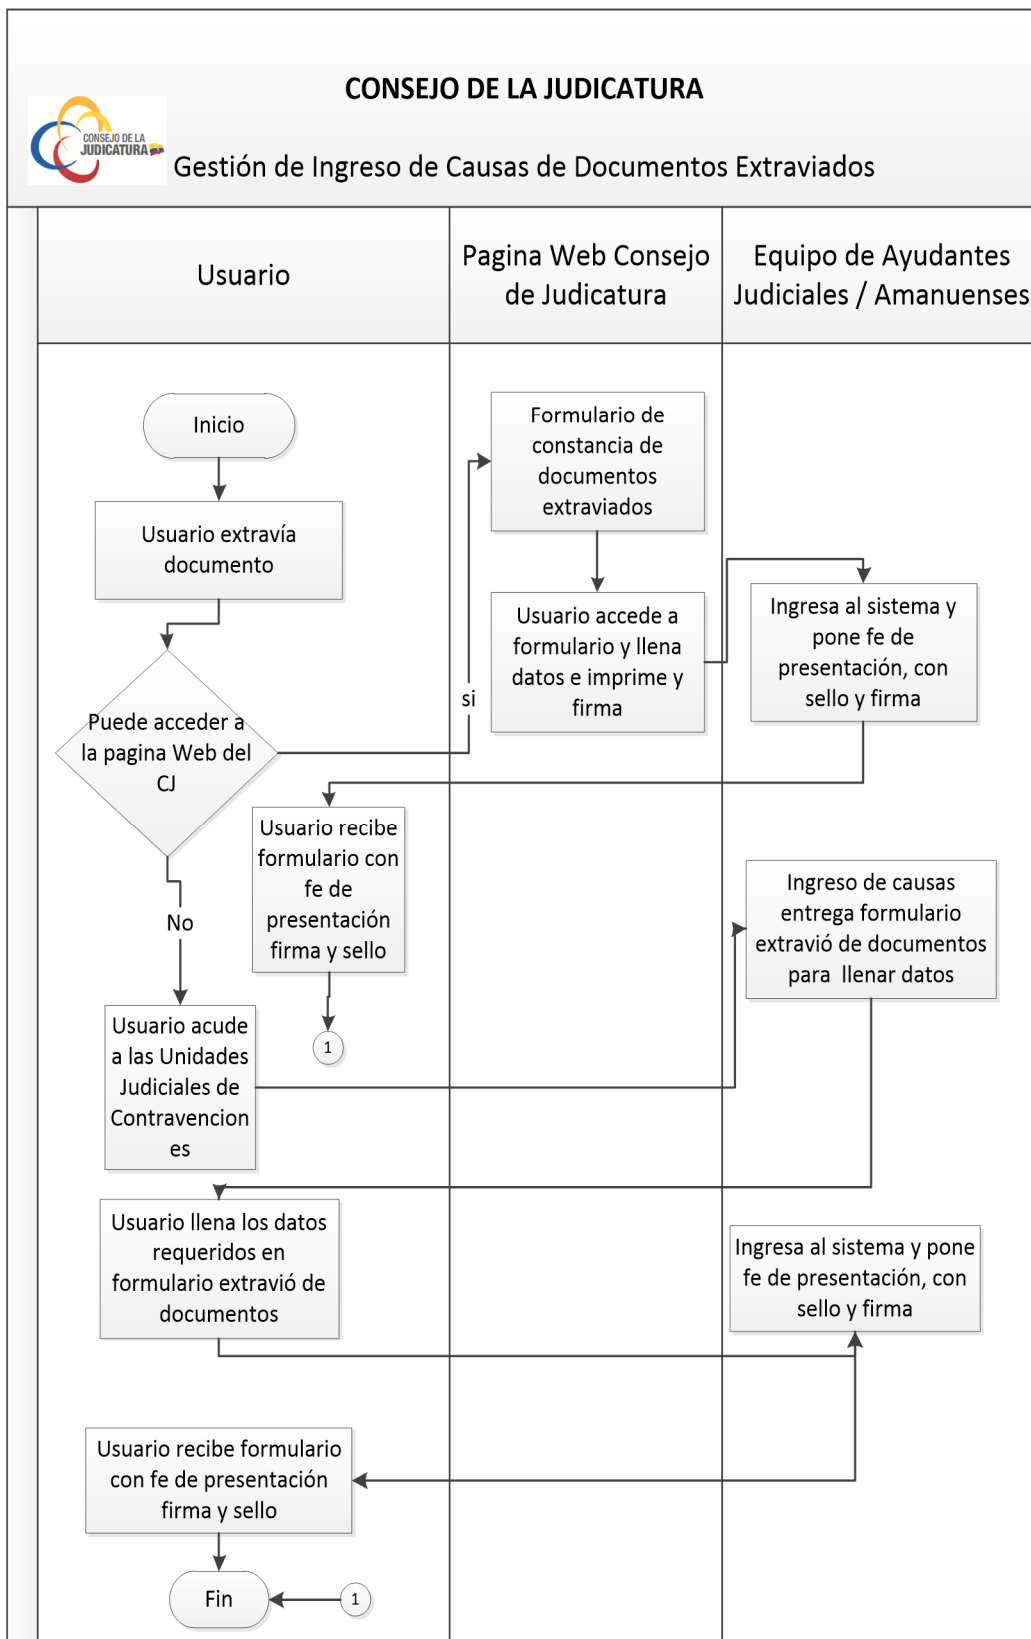 CONSEJO DE LA JUDICATURA
CONSEJO DE LA
JUDICATURA
Gestión de Ingreso de Causas de Documentos Extraviados
Usuario
Pagina Web Consejo
de Judicatura
Equipo de Ayudantes
Judiciales / Amanuenses
Inicio
Usuario extravía
documento
Puede acceder a
la pagina Web del
CJ
si
No
Formulario de
constancia de
documentos
extraviados
Usuario accede a
formulario y llena
datos e imprime y
firma
Ingresa al sistema y
pone fe de
presentación, con
sello y firma
Usuario recibe
formulario con
fe de
presentación
firma y sello
1
Usuario acude
a las Unidades
Judiciales de
Contravencion
es
Ingreso de causas
entrega formulario
extravió de documentos
para llenar datos
Usuario llena los datos
requeridos en
formulario extravió de
documentos
Ingresa al sistema y pone
fe de presentación, con
sello y firma
Usuario recibe formulario
con fe de presentación
firma y sello
Fin
1